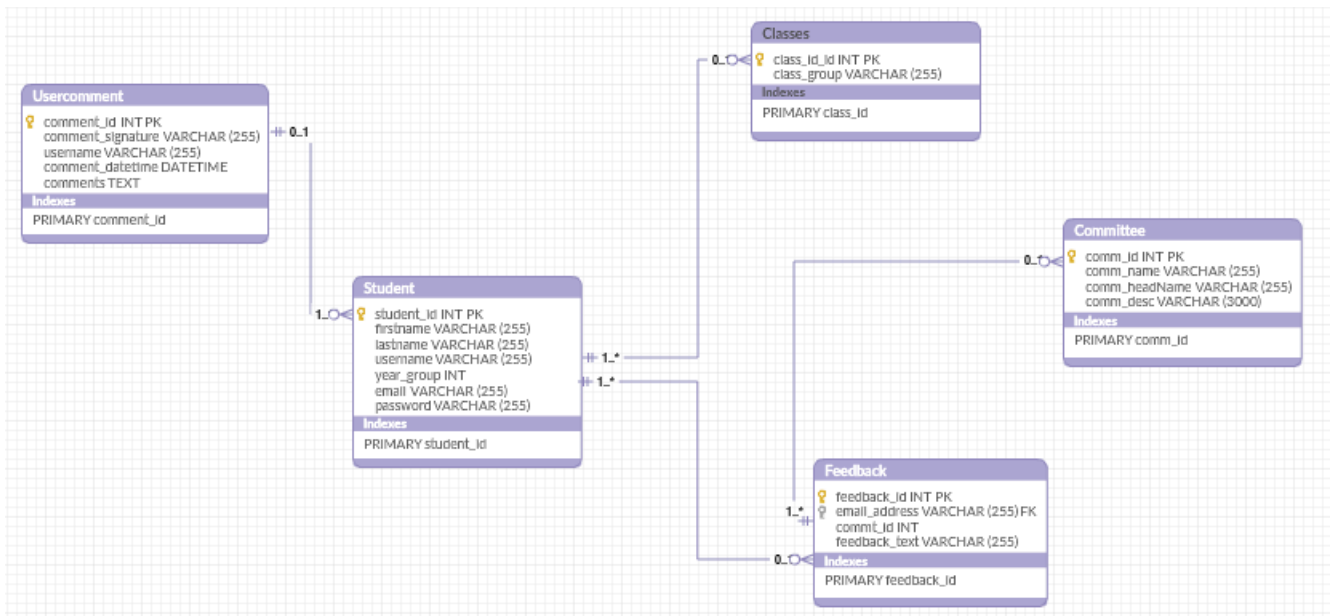 Classes
class_id_id INT PK
class_group VARCHAR (255)
Indexes
PRIMARY class_id
0..
Usercomment
comment_id INT PK
comment_signature VARCHAR (255)
username VARCHAR (255)
comment_datetime DATETIME
comments TEXT
Indexes
PRIMARY comment_id
0..1
Committee
comm_id INT PK
comm_name VARCHAR (255)
comm_headName VARCHAR (255)
comm_desc VARCHAR (3000)
Indexes
PRIMARY comm_id
0..
Student
student_id INT PK
firstname VARCHAR (255)
lastname VARCHAR (255)
username VARCHAR (255)
year_group INT
email VARCHAR (255)
password VARCHAR (255)
Indexes
PRIMARY student_id
1..
1..*
1..*
Feedback
feedback_id INT PK
email_address VARCHAR (255) FK
commt_id INT
feedback_text VARCHAR (255)
Indexes
PRIMARY feedback_id
1..*
0..